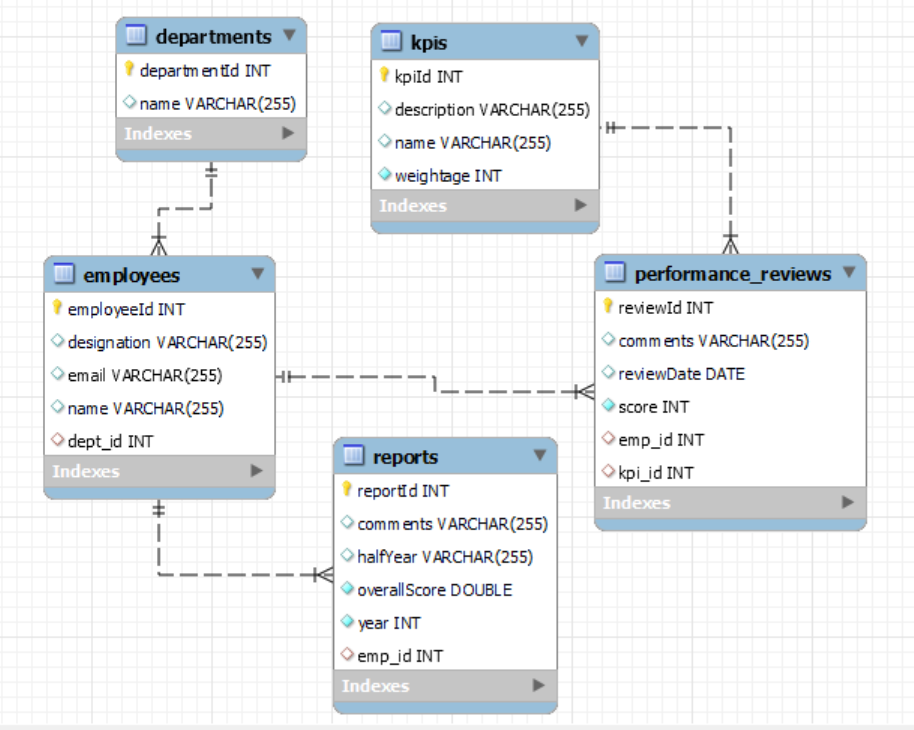 departments
departmentId INT
name VARCHAR(255)
Indexes
kpis
kpiId INT
description VARCHAR(255)
name VARCHAR(255)
weightage INT
Indexes
employees
employeeId INT
designation VARCHAR(255)
email VARCHAR(255)
name VARCHAR(255)
dept_id INT
Indexes
performance_reviews
reviewId INT
comments VARCHAR(255)
reviewDate DATE
score INT
emp_id INT
kpi_id INT
Indexes
reports
reportId INT
comments VARCHAR(255)
halfYear VARCHAR(255)
overallScore DOUBLE
year INT
emp_id INT
Indexes